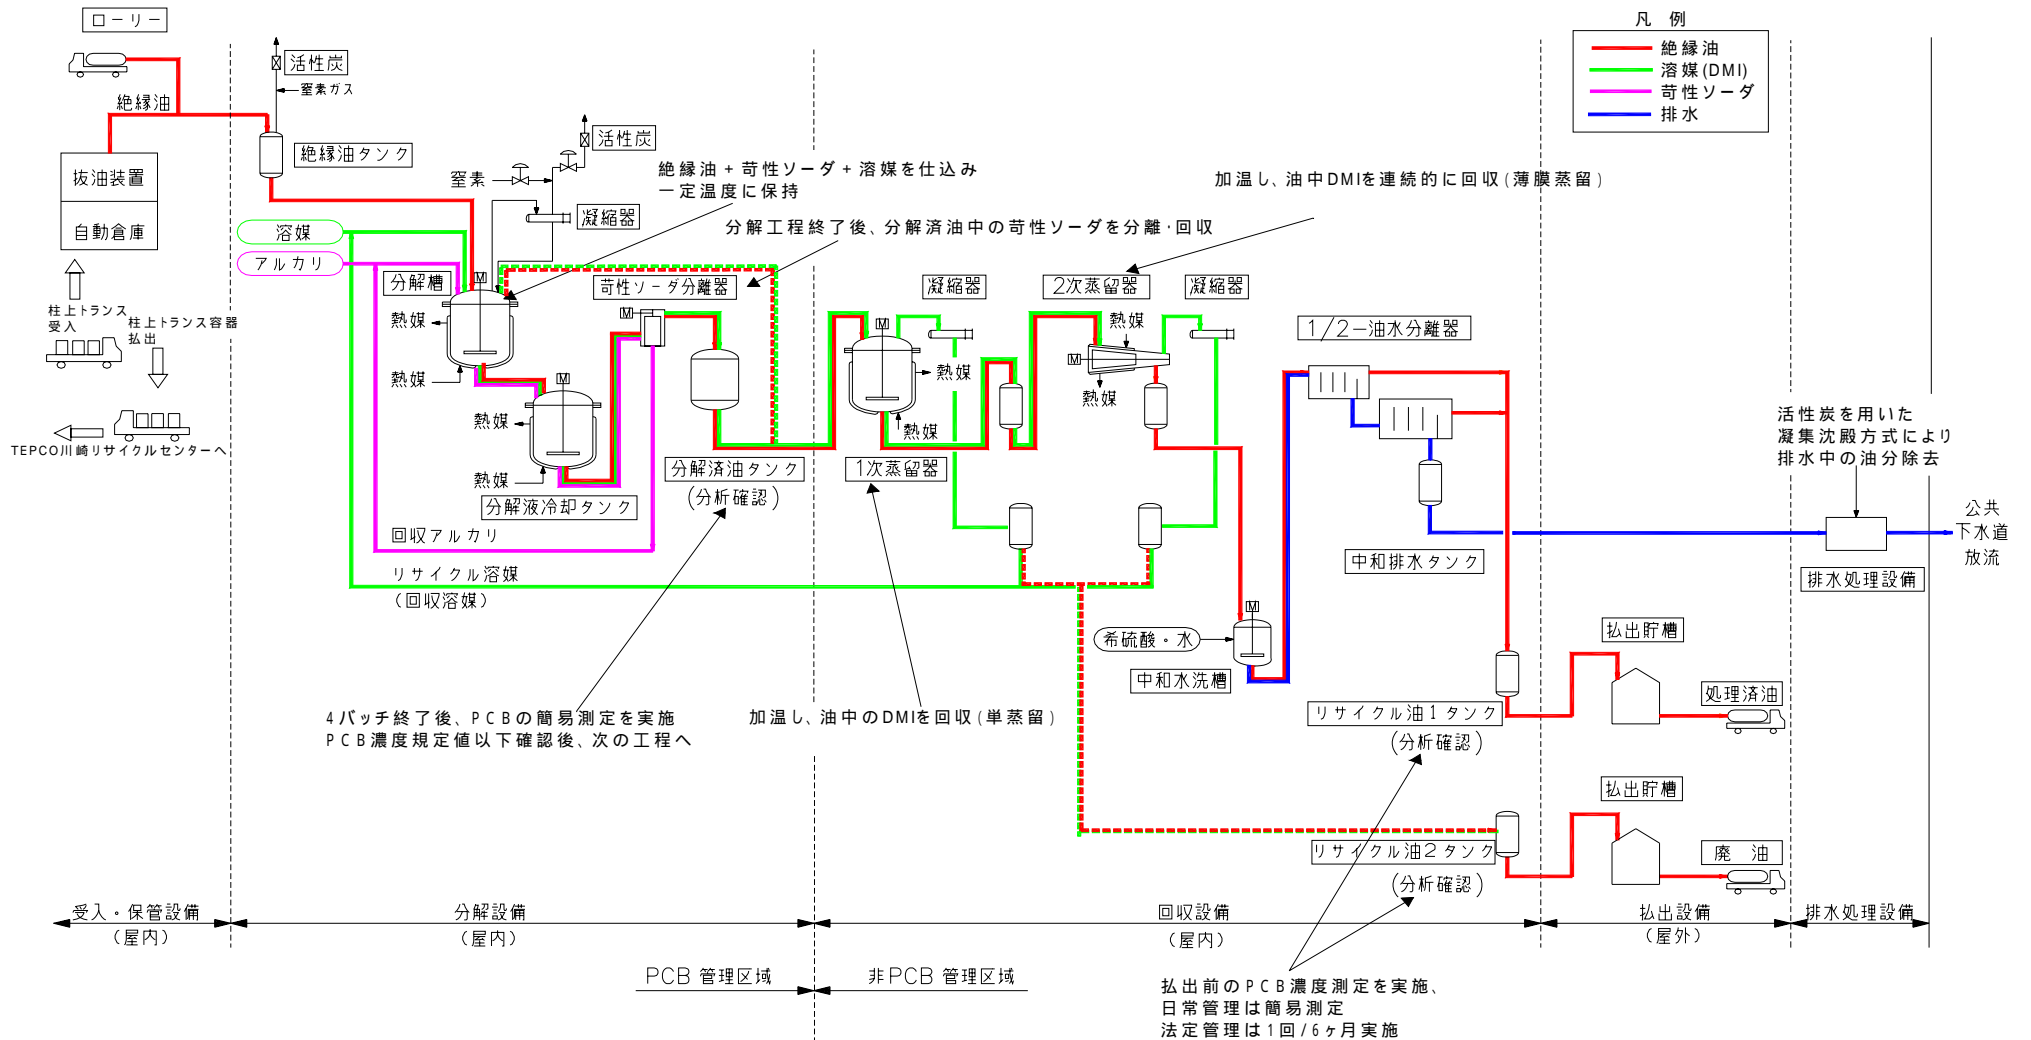 ローリー
絶縁油
抜油装置
自動倉庫
柱上トランス
受入
柱上トランス容器
払出
TEPCO川崎リサイクルセンターへ
活性炭
窒素ガス
絶縁油タンク
活性炭
窒素
凝縮器
溶媒
アルカリ
絶縁油+苛性ソーダ+溶媒を仕込み
一定温度に保持
分解工程終了後、分解済油中の苛性ソーダを分離・回収
加温し、油中DMIを連続的に回収(薄膜蒸留)
凡 例
絶縁油
溶媒(DMI)
苛性ソーダ
排水
分解槽
M
熱媒
熱媒
苛性ソーダ分離器
M
M
熱媒
熱媒
分解液冷却タンク
分解済油タンク
(分析確認)
回収アルカリ
リサイクル溶媒
(回収溶媒)
凝縮器
M
熱媒
熱媒
1次蒸留器
2次蒸留器
凝縮器
熱媒
M
熱媒
1/2ー油水分離器
中和排水タンク
希硫酸・水
M
中和水洗槽
活性炭を用いた
凝集沈殿方式により
排水中の油分除去
公共
下水道
放流
排水処理設備
払出貯槽
処理済油
リサイクル油1タンク
(分析確認)
払出貯槽
廃 油
リサイクル油2タンク
(分析確認)
4バッチ終了後、PCBの簡易測定を実施
PCB濃度規定値以下確認後、次の工程へ
加温し、油中のDMIを回収(単蒸留)
受入・保管設備
(屋内)
分解設備
(屋内)
回収設備
(屋内)
払出設備
(屋外)
排水処理設備
PCB 管理区域
非PCB 管理区域
払出前のPCB濃度測定を実施、
日常管理は簡易測定
法定管理は1回/6ヶ月実施